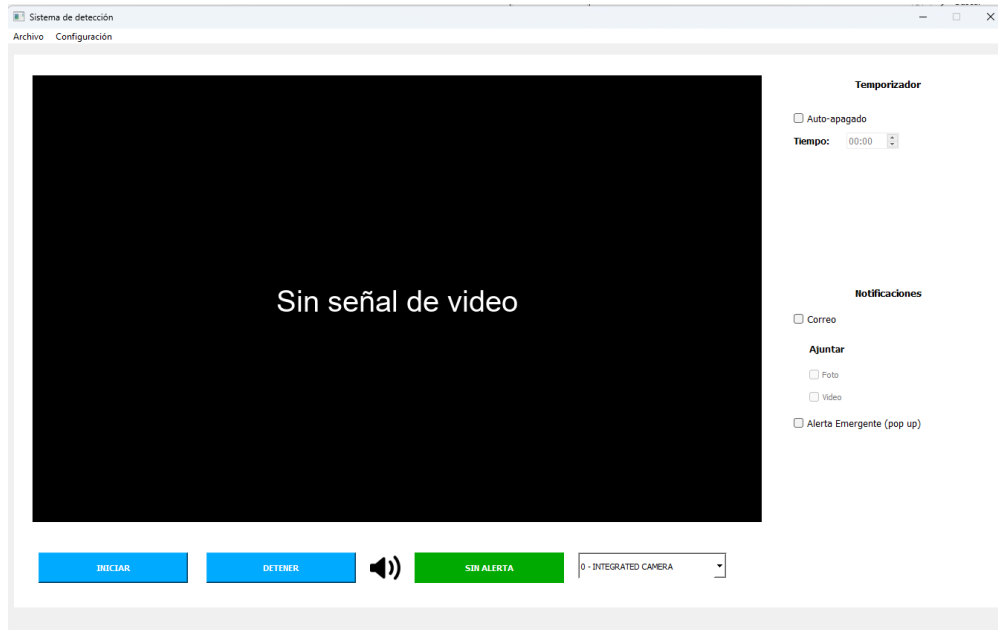 Sistema de detección
Archivo Configuración
Temporizador
Auto-apagado
Tiempo: 00:00
Sin señal de video
Notificaciones
Correo
Ajuntar
Foto
Video
Alerta Emergente (pop up)
INICIAR
DETENER
SIN ALERTA
0 - INTEGRATED CAMERA